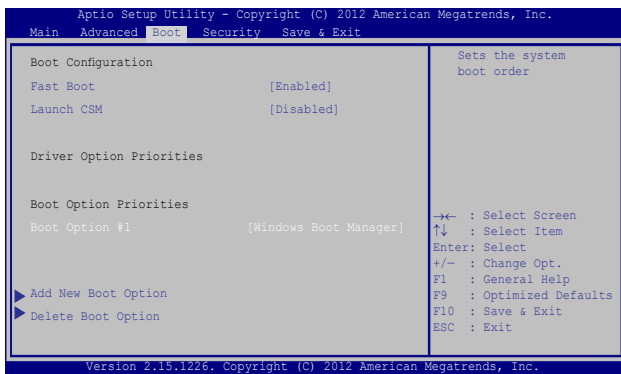 Aptio Setup Utility - Copyright (C) 2012 American Megatrends, Inc.
Main Advanced Boot Security Save & Exit
Boot Configuration
Fast Boot [Enabled]
Launch CSM [Disabled]
Driver Option Priorities
Boot Option Priorities
Boot Option #1 [Windows Boot Manager]
Add New Boot Option
Delete Boot Option
Sets the system
boot order
→← : Select Screen
↑↓ : Select Item
Enter: Select
+/— : Change Opt.
F1 : General Help
F9 : Optimized Defaults
F10 : Save & Exit
ESC : Exit
Version 2.15.1226. Copyright (C) 2012 American Megatrends, Inc.